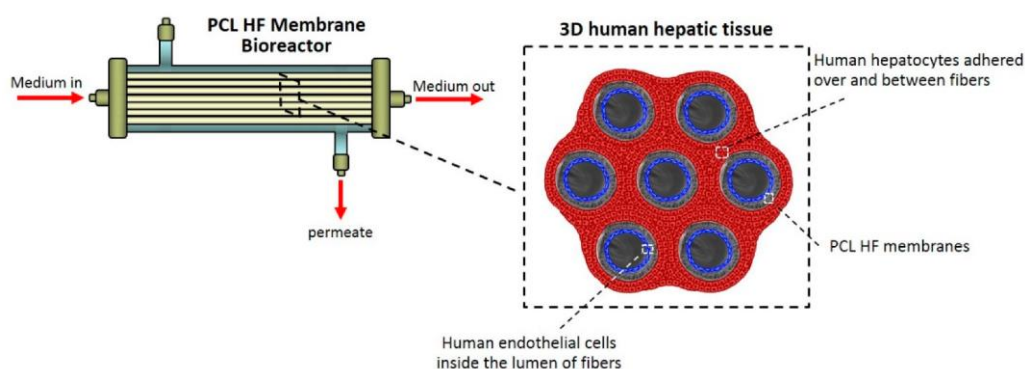 PCL HF Membrane
Bioreactor
Medium in
Medium out
permeate
3D human hepatic tissue
Human hepatocytes adhered
over and between fibers
PCL HF membranes
Human endothelial cells
inside the lumen of fibers